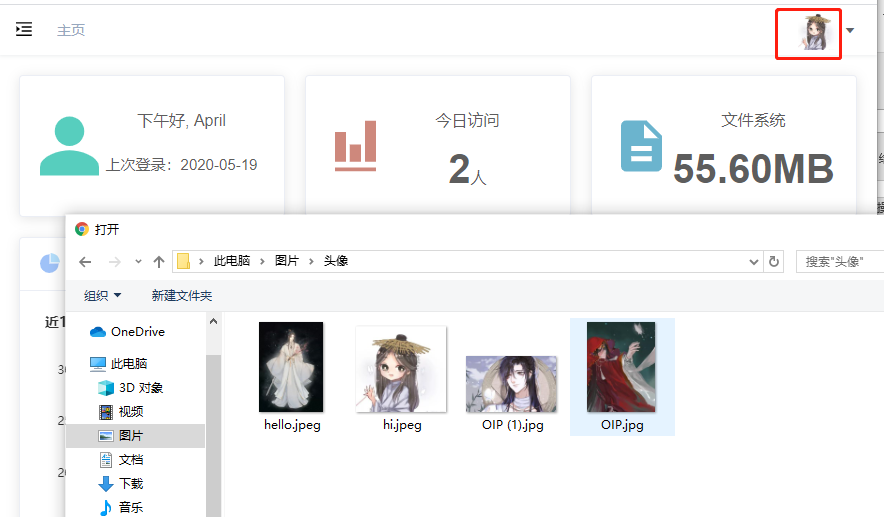 主页
下午好, April
上次登录：2020-05-19
今日访问
2人
文件系统
55.60MB
打开
此电脑 › 图片 › 头像
搜索"头像"
组织
新建文件夹
近1
OneDrive
此电脑
3D 对象
视频
图片
文档
下载
音乐
hello.jpeg
hi.jpeg
OIP (1).jpg
OIP.jpg